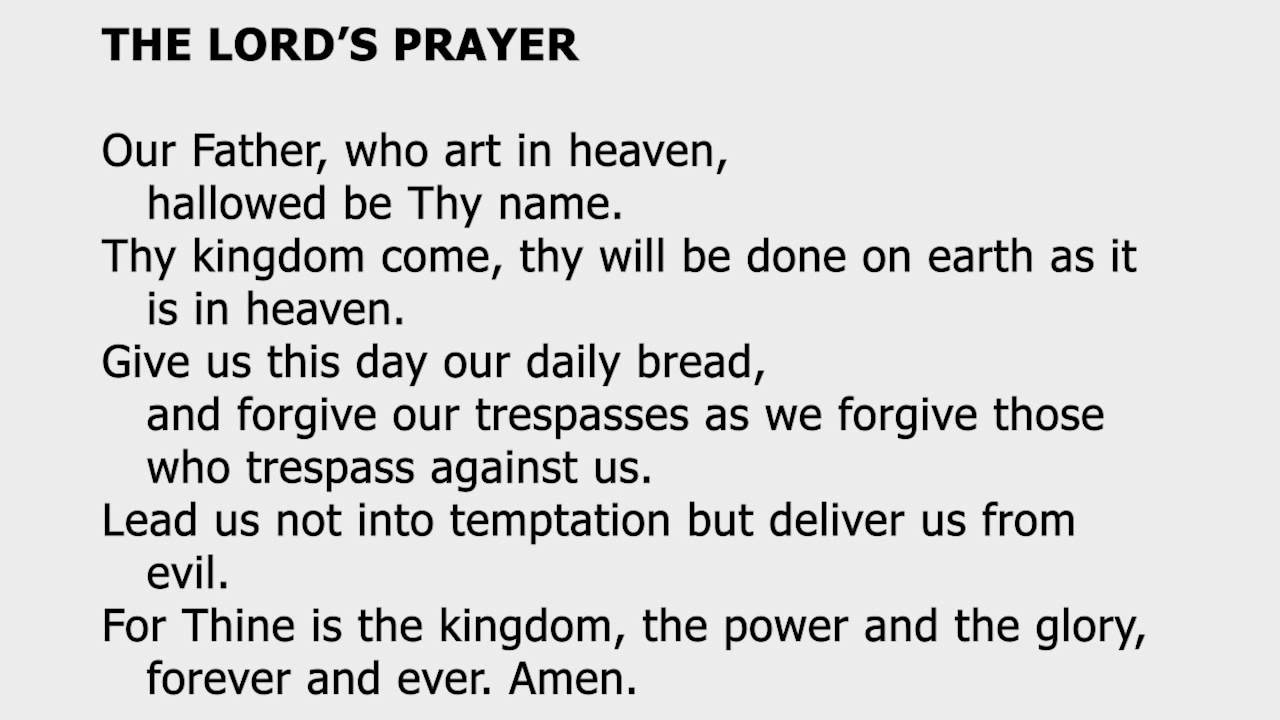 THE LORD’S PRAYER
Our Father, who art in heaven,
hallowed be Thy name.
Thy kingdom come, thy will be done on earth as it
is in heaven.
Give us this day our daily bread,
and forgive our trespasses as we forgive those
who trespass against us.
Lead us not into temptation but deliver us from
evil.
For Thine is the kingdom, the power and the glory,
forever and ever. Amen.